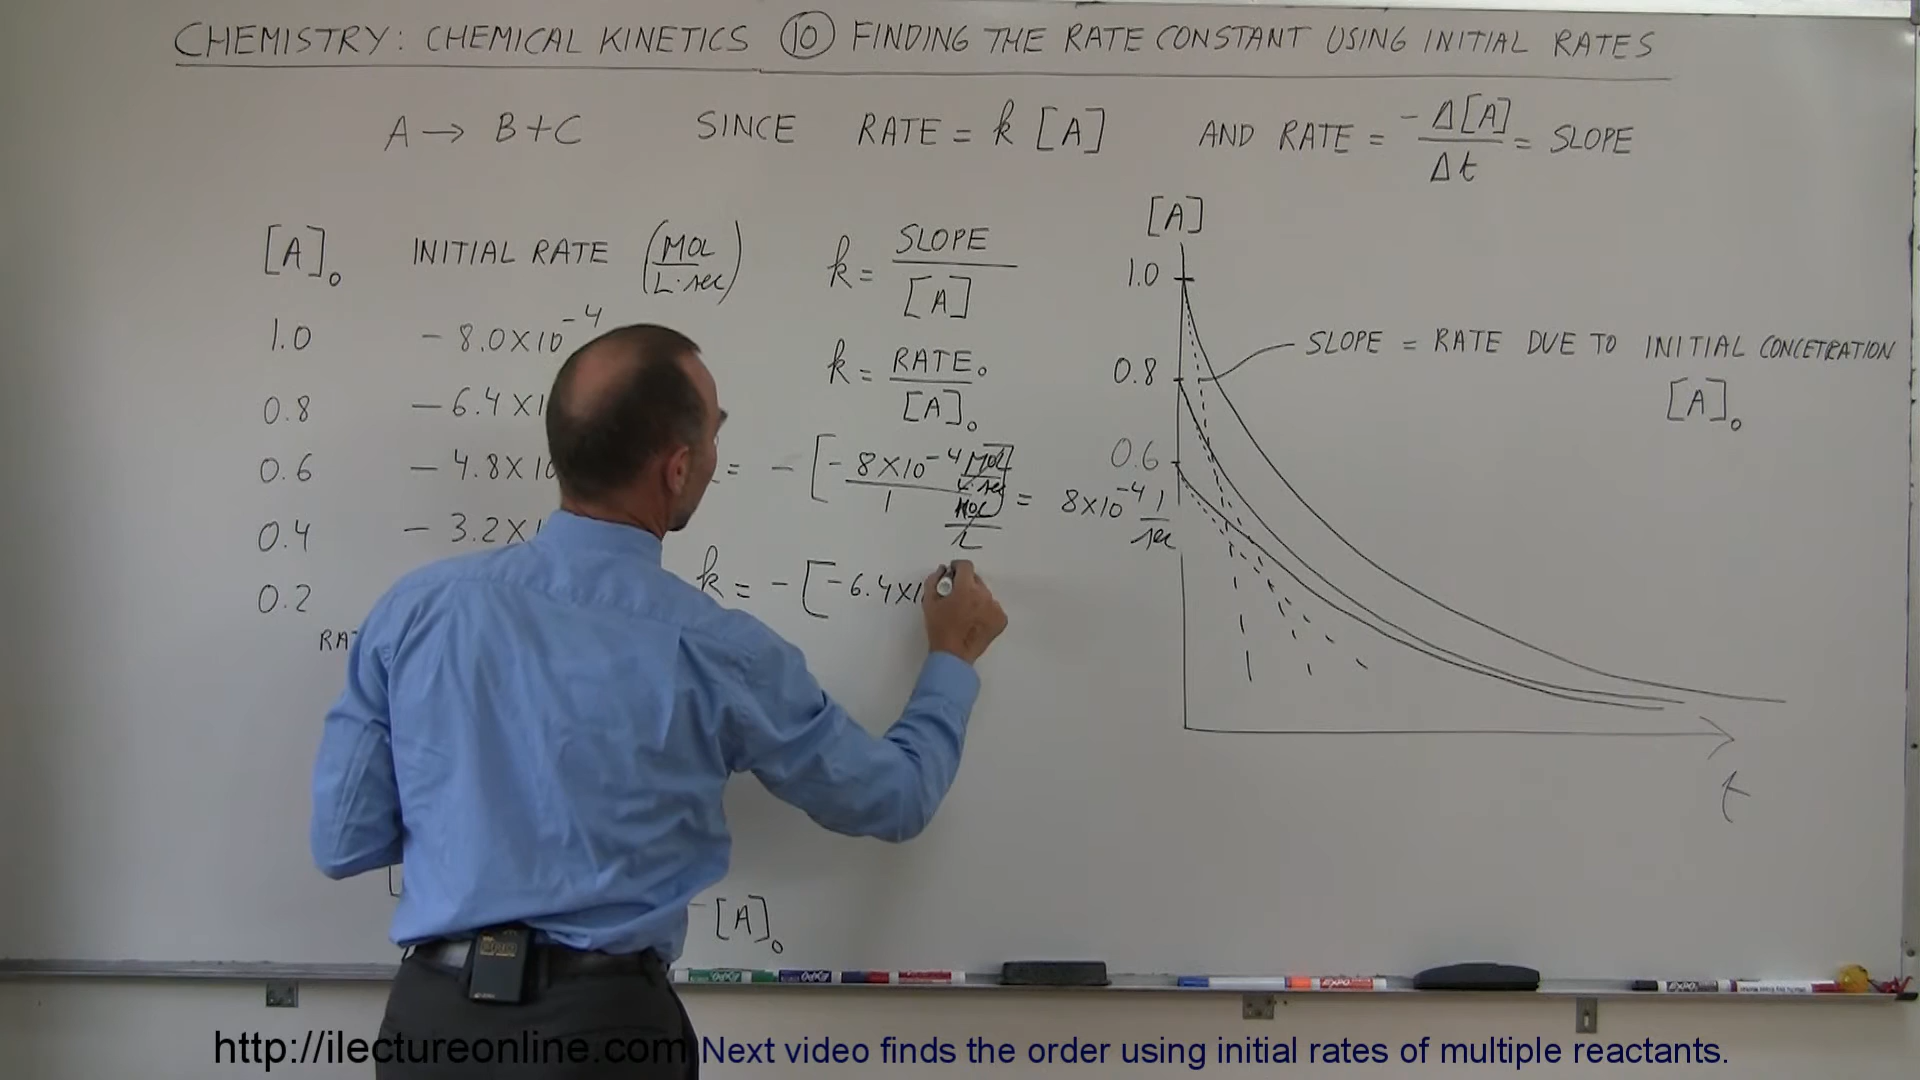 CHEMISTRY: CHEMICAL KINETICS ⑩ FINDING THE RATE CONSTANT USING INITIAL RATES
A → B + C SINCE RATE = k [A] AND RATE = -Δ[A]/Δt = SLOPE
[A]₀ INITIAL RATE (MOL/L·sec)
1.0 -8.0×10⁻⁴
0.8 -6.4×1
0.6 -4.8×10
0.4 -3.2×1
0.2
k = SLOPE/[A]
k = RATE₀/[A]₀
= -[-8×10⁻⁴ MOL/L·sec / 1 MOL/L] = 8×10⁻⁴ 1/sec
k = -[-6.4×1
[A]₀
[A]
1.0
0.8
0.6
SLOPE = RATE DUE TO INITIAL CONCETRATION
[A]₀
t
EXPO
EXPO
http://ilectureonline.com Next video finds the order using initial rates of multiple reactants.